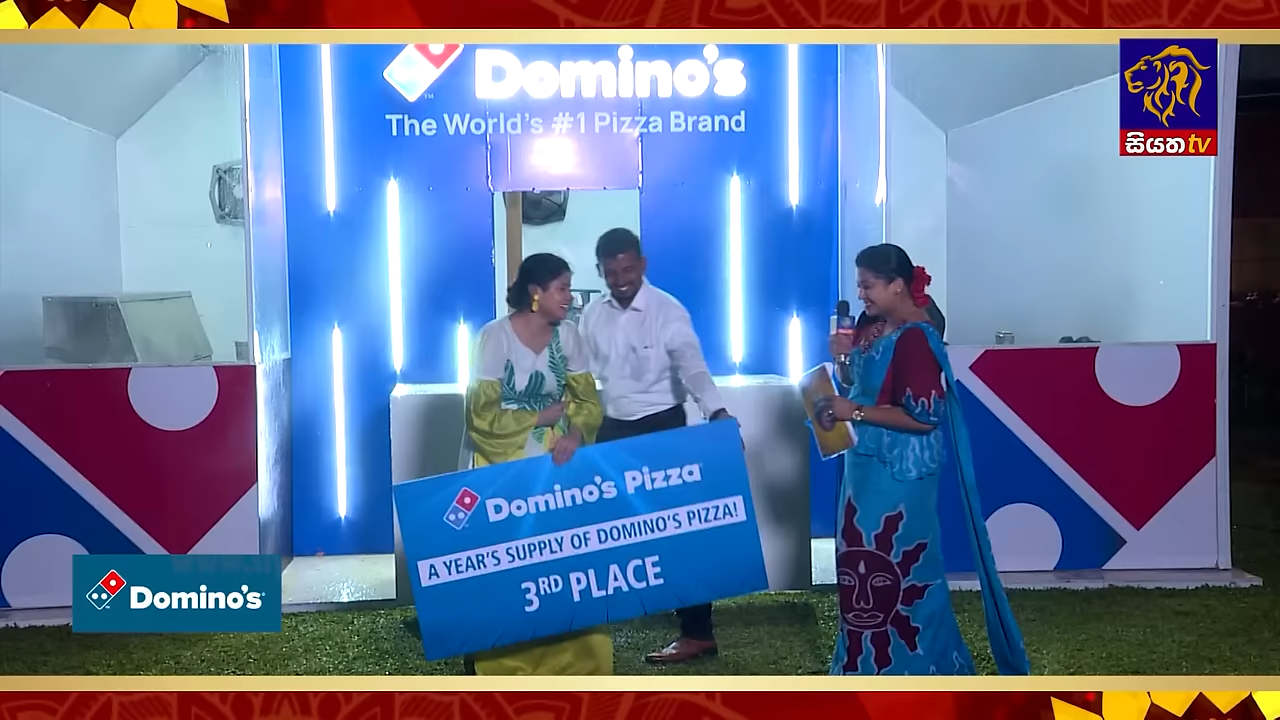 Domino's
The World's #1 Pizza Brand
සියත tv
Domino's Pizza
A YEAR'S SUPPLY OF DOMINO'S PIZZA!
3RD PLACE
Domino's